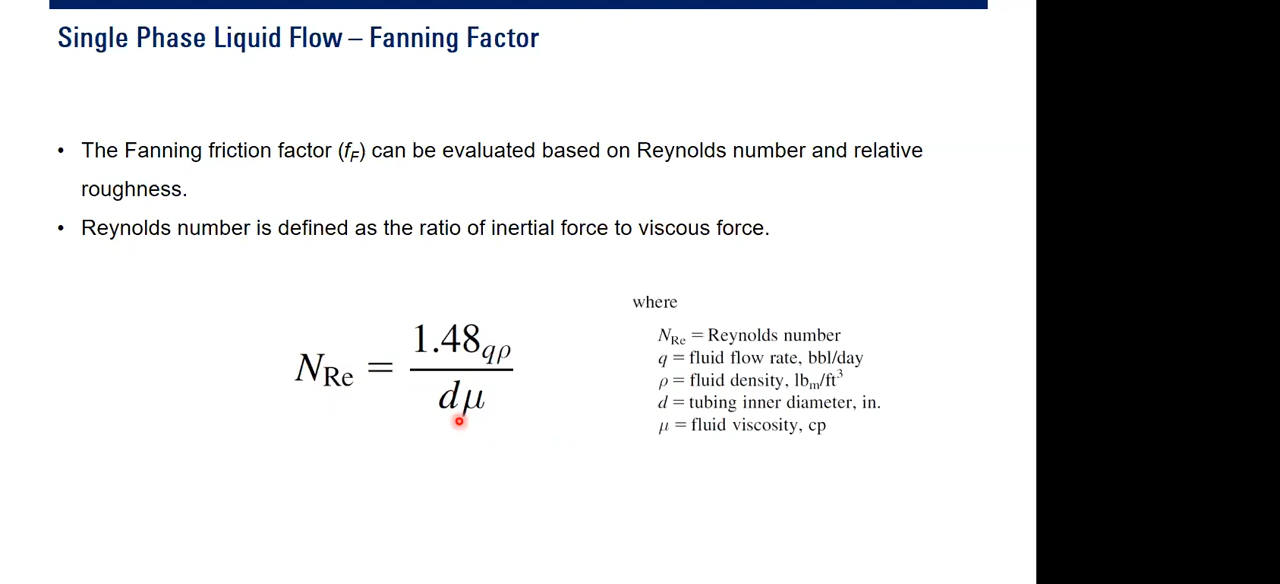 Single Phase Liquid Flow – Fanning Factor
• The Fanning friction factor (fF) can be evaluated based on Reynolds number and relative
roughness.
• Reynolds number is defined as the ratio of inertial force to viscous force.
where
NRe = 1.48qρ / dμ
NRe = Reynolds number
q = fluid flow rate, bbl/day
ρ = fluid density, lbm/ft³
d = tubing inner diameter, in.
μ = fluid viscosity, cp